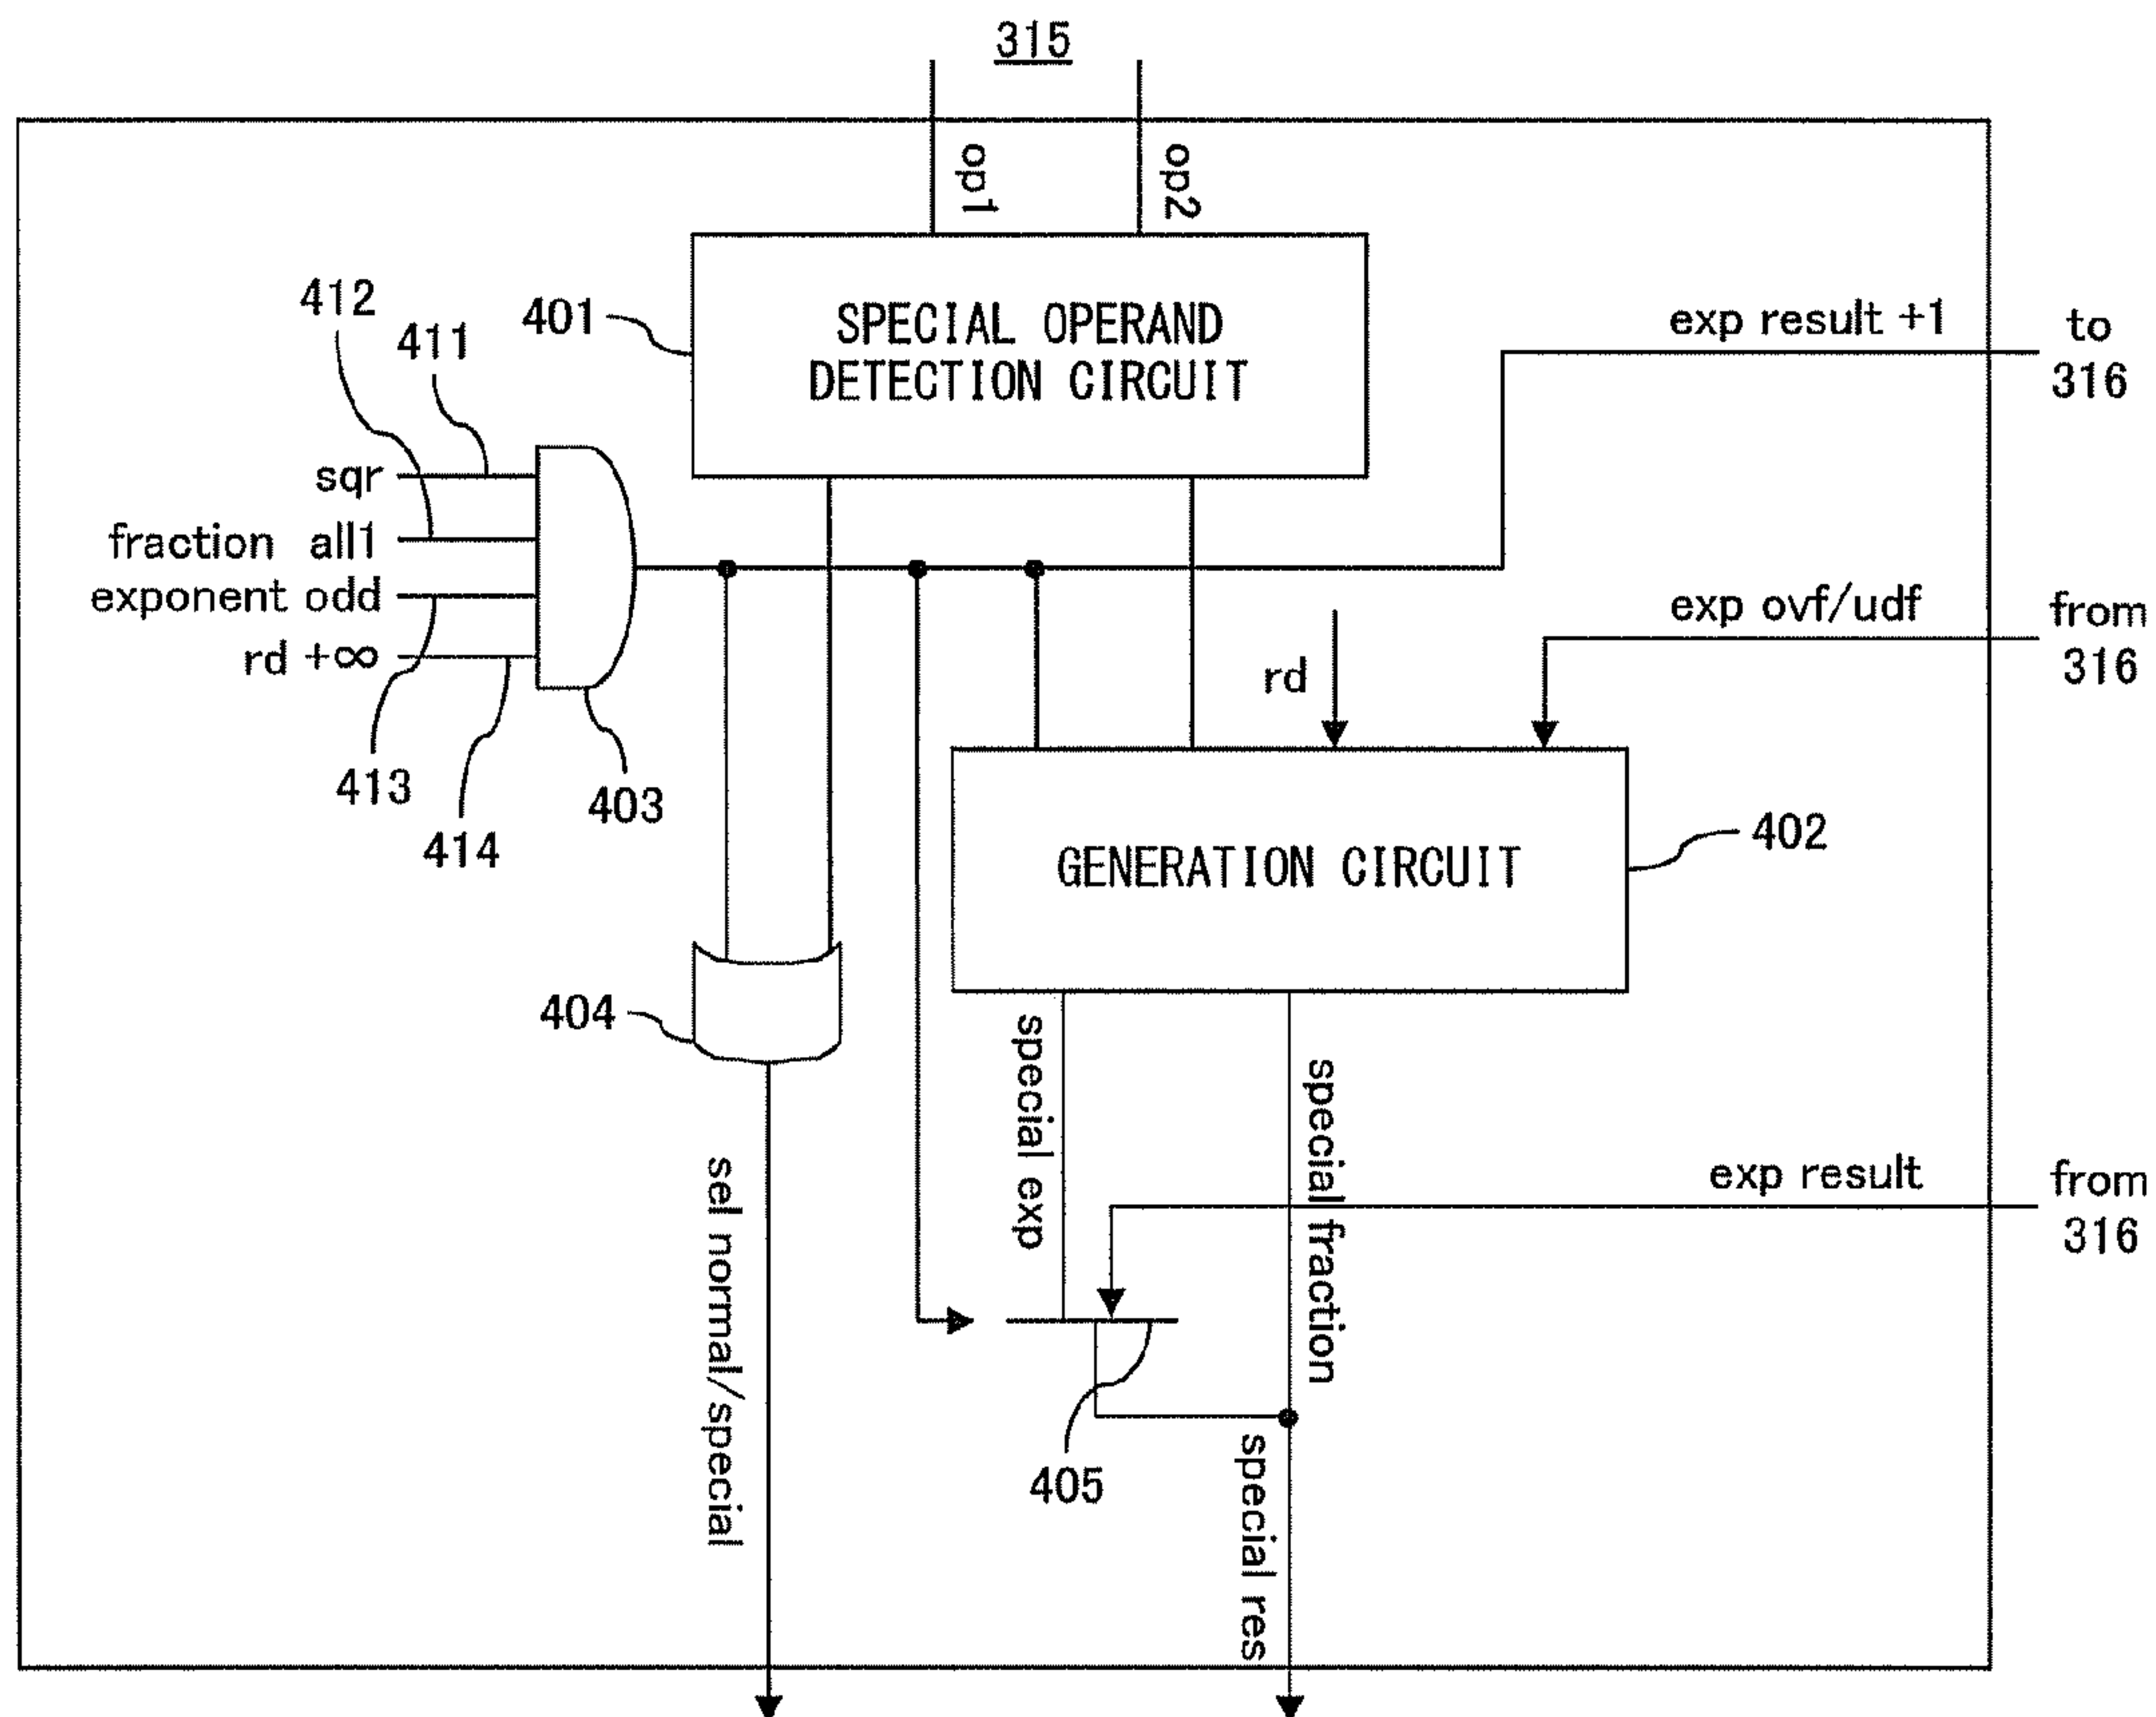 315
op1
op2
SPECIAL OPERAND
DETECTION CIRCUIT
401
412
411
sqr
fraction all1
exponent odd
rd +∞
413
414
403
exp result +1
to
316
exp ovf/udf
from
316
rd
GENERATION CIRCUIT
402
404
special exp
special fraction
exp result
from
316
sel normal/special
405
special res